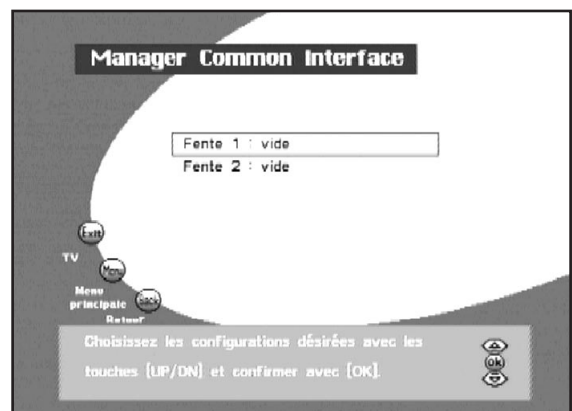 Manager Common Interface
Fente 1 : vide
Fente 2 : vide
Exit
TV
Menu
Menu
principale
Back
Retour
Choisissez les configurations désirées avec les
touches [UP/DN] et confirmer avec [OK].
Ok